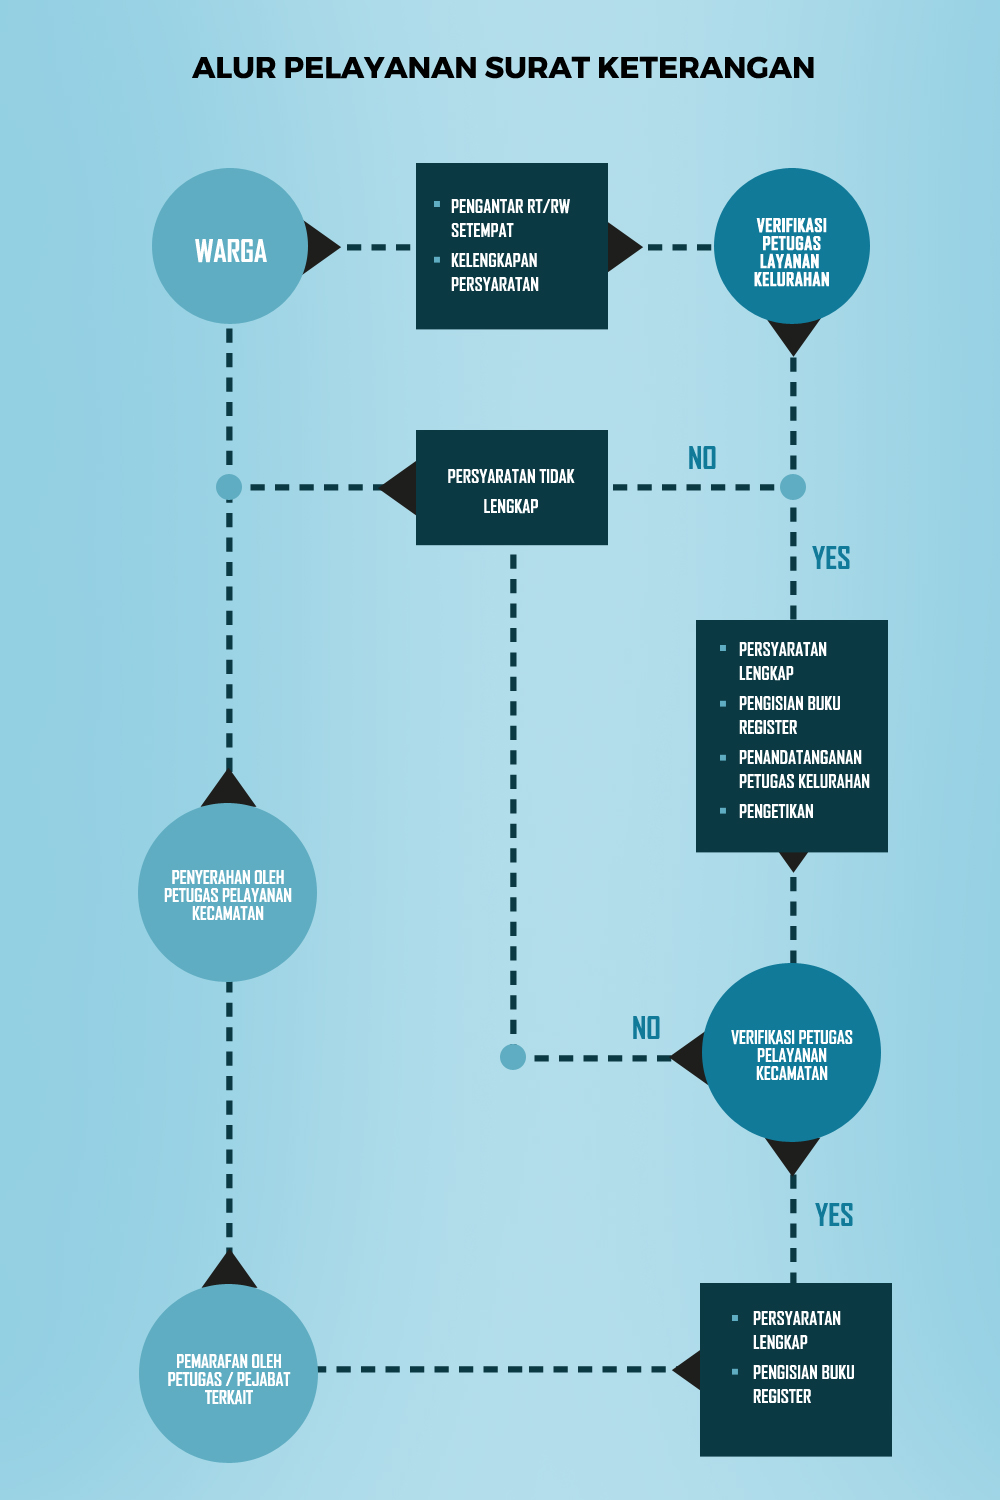 ALUR PELAYANAN SURAT KETERANGAN
WARGA
PENGANTAR RT/RW
SETEMPAT
KELENGKAPAN
PERSYARATAN
VERIFIKASI
PETUGAS
LAYANAN
KELURAHAN
PERSYARATAN TIDAK
LENGKAP
NO
YES
PERSYARATAN
LENGKAP
PENGISIAN BUKU
REGISTER
PENANDATANGANAN
PETUGAS KELURAHAN
PENGETIKAN
PENYERAHAN OLEH
PETUGAS PELAYANAN
KECAMATAN
NO
VERIFIKASI PETUGAS
PELAYANAN
KECAMATAN
YES
PEMARAFAN OLEH
PETUGAS / PEJABAT
TERKAIT
PERSYARATAN
LENGKAP
PENGISIAN BUKU
REGISTER